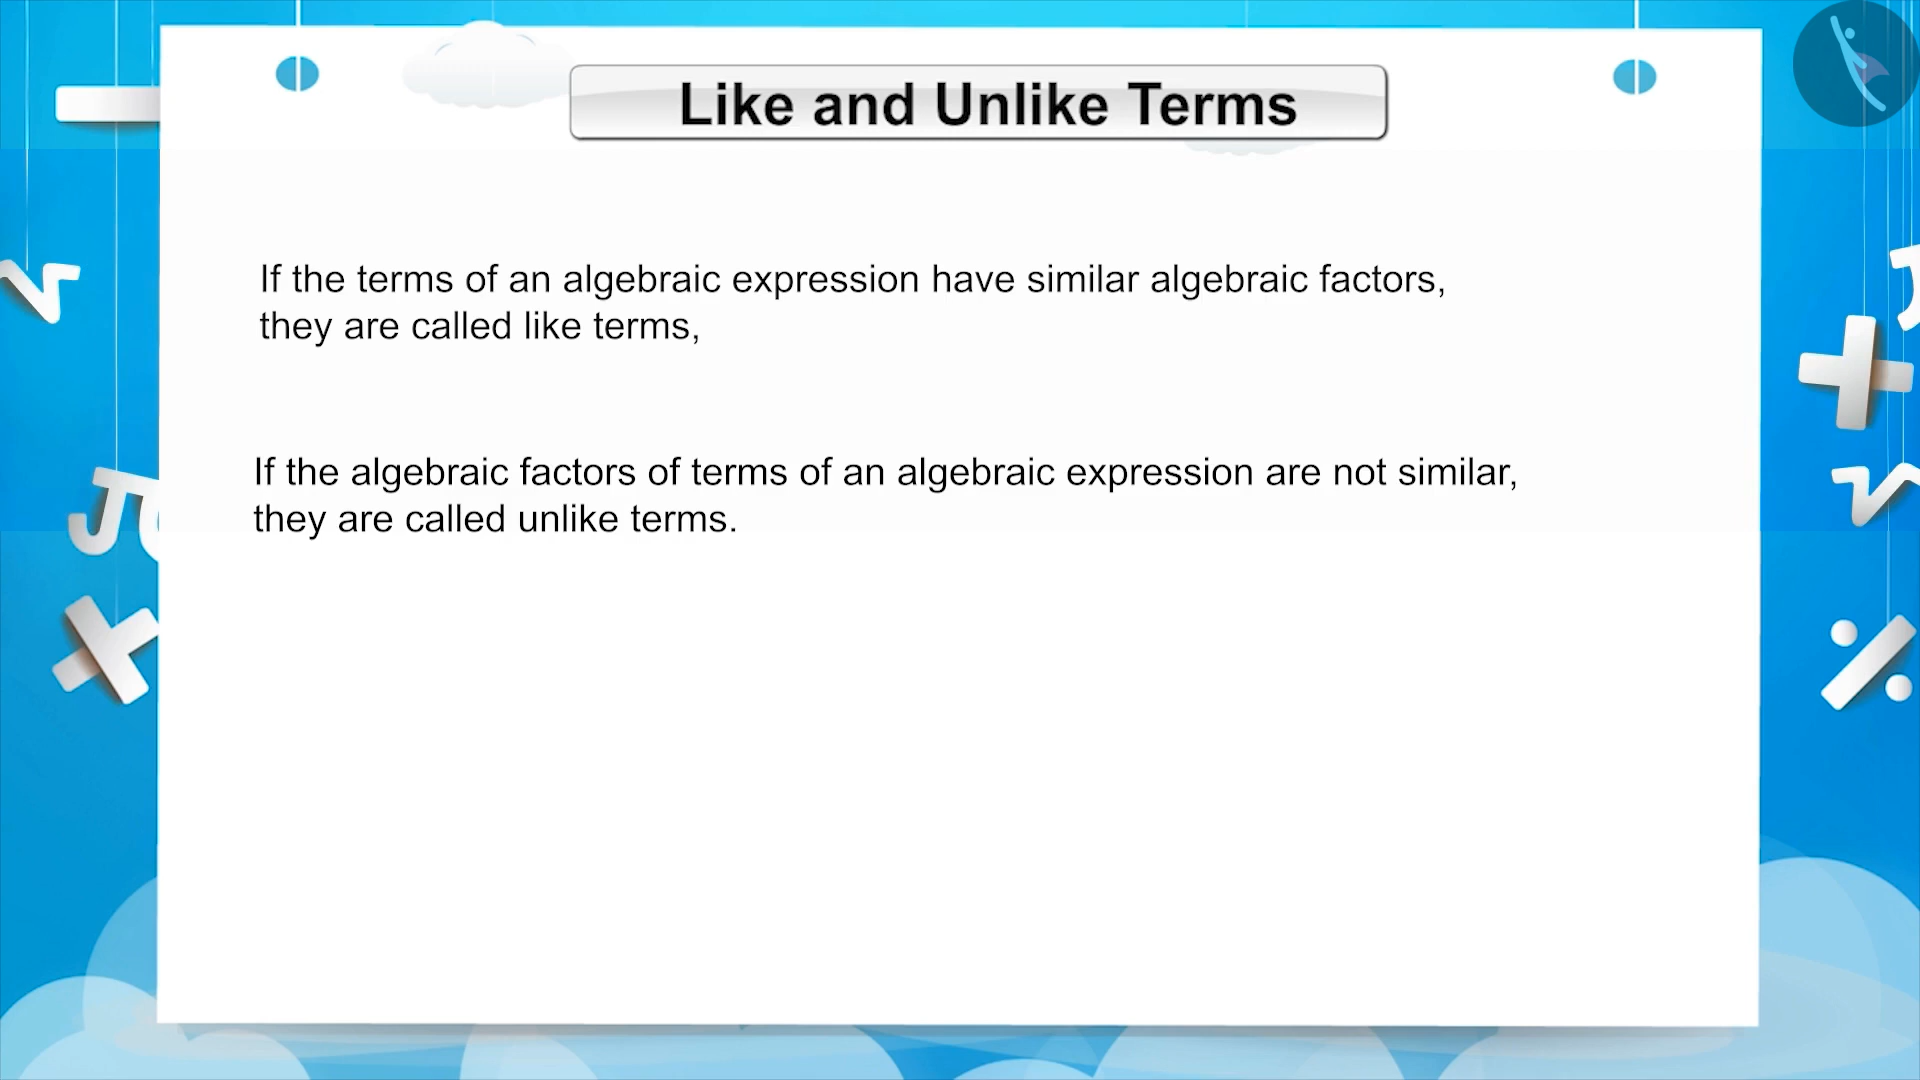 Like and Unlike Terms
If the terms of an algebraic expression have similar algebraic factors,
they are called like terms,
If the algebraic factors of terms of an algebraic expression are not similar,
they are called unlike terms.